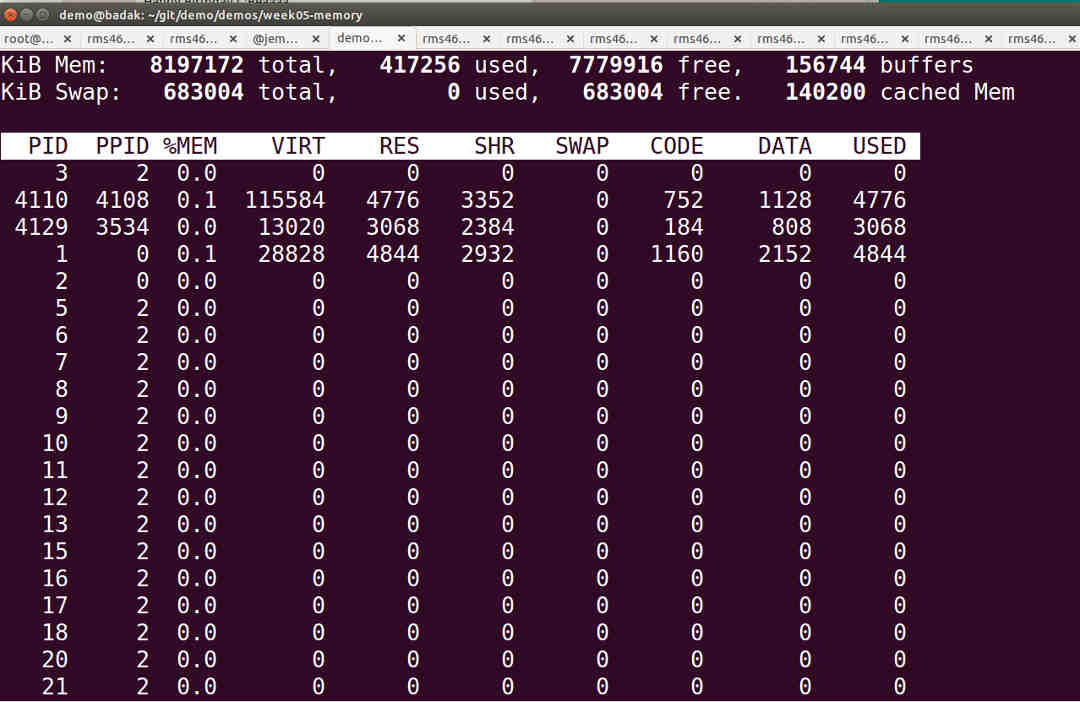 demo@badak: ~/git/demo/demos/week05-memory
root@... × rms46... × rms46... × @jem... × demo... × rms46... × rms46... × rms46... × rms46... × rms46... × rms46... × rms46... × rms46... ×
KiB Mem: 8197172 total, 417256 used, 7779916 free, 156744 buffers
KiB Swap: 683004 total, 0 used, 683004 free. 140200 cached Mem
PID PPID %MEM VIRT RES SHR SWAP CODE DATA USED
3 2 0.0 0 0 0 0 0 0 0
4110 4108 0.1 115584 4776 3352 0 752 1128 4776
4129 3534 0.0 13020 3068 2384 0 184 808 3068
1 0 0.1 28828 4844 2932 0 1160 2152 4844
2 0 0.0 0 0 0 0 0 0 0
5 2 0.0 0 0 0 0 0 0 0
6 2 0.0 0 0 0 0 0 0 0
7 2 0.0 0 0 0 0 0 0 0
8 2 0.0 0 0 0 0 0 0 0
9 2 0.0 0 0 0 0 0 0 0
10 2 0.0 0 0 0 0 0 0 0
11 2 0.0 0 0 0 0 0 0 0
12 2 0.0 0 0 0 0 0 0 0
13 2 0.0 0 0 0 0 0 0 0
15 2 0.0 0 0 0 0 0 0 0
16 2 0.0 0 0 0 0 0 0 0
17 2 0.0 0 0 0 0 0 0 0
18 2 0.0 0 0 0 0 0 0 0
20 2 0.0 0 0 0 0 0 0 0
21 2 0.0 0 0 0 0 0 0 0